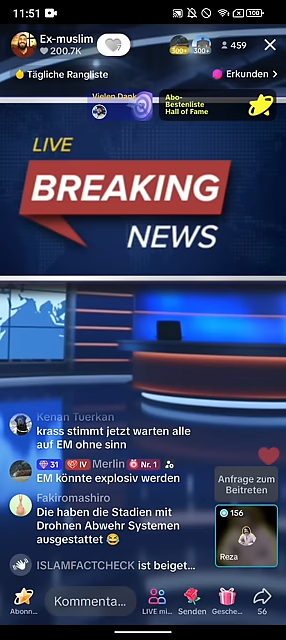 11:51
100
Ex-muslim
200.7K
500+
300+
459
Tägliche Rangliste
Erkunden >
Vielen Dank
Abo-
Bestenliste
Hall of Fame
LIVE
BREAKING
NEWS
Kenan Tuerkan
krass stimmt jetzt warten alle
auf EM ohne sinn
31 IV Merlin Nr. 1
EM könnte explosiv werden
Fakiromashiro
Die haben die Stadien mit
Drohnen Abwehr Systemen
ausgestattet 😂
ISLAMFACTCHECK ist beiget...
Anfrage zum
Beitreten
156
Reza
Abonn...
Kommenta...
LIVE mi...
Senden
Gesche...
56